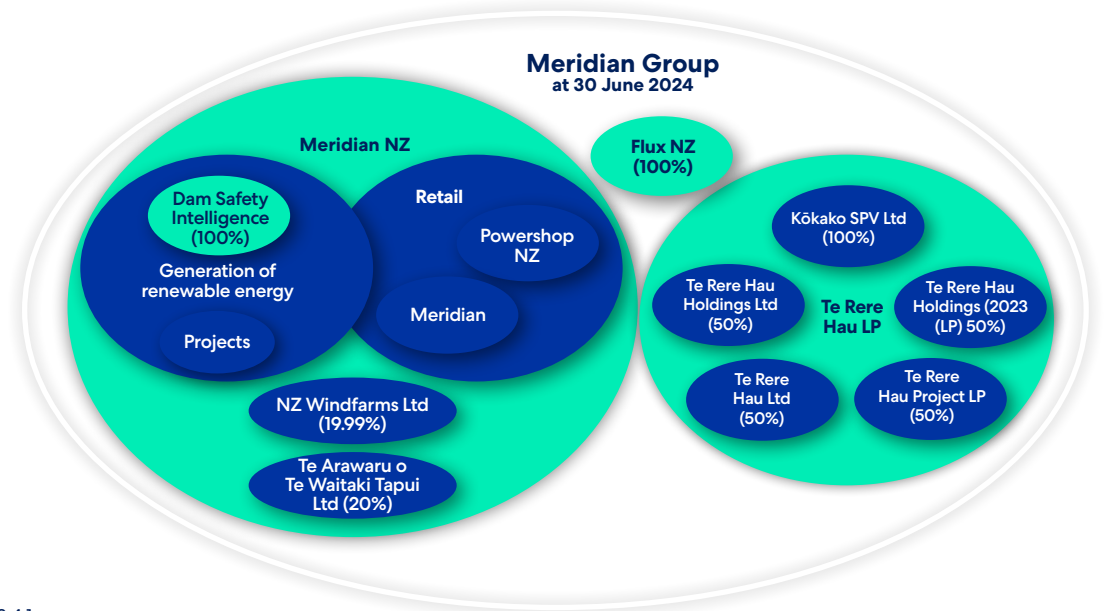 Meridian Group
at 30 June 2024
Meridian NZ
Flux NZ
(100%)
Dam Safety
Intelligence
(100%)
Generation of
renewable energy
Projects
Retail
Powershop
NZ
Meridian
NZ Windfarms Ltd
(19.99%)
Te Arawaru o
Te Waitaki Tapui
Ltd (20%)
Kōkako SPV Ltd
(100%)
Te Rere Hau
Holdings Ltd
(50%)
Te Rere
Hau LP
Te Rere Hau
Holdings (2023
(LP) 50%)
Te Rere
Hau Ltd
(50%)
Te Rere
Hau Project LP
(50%)